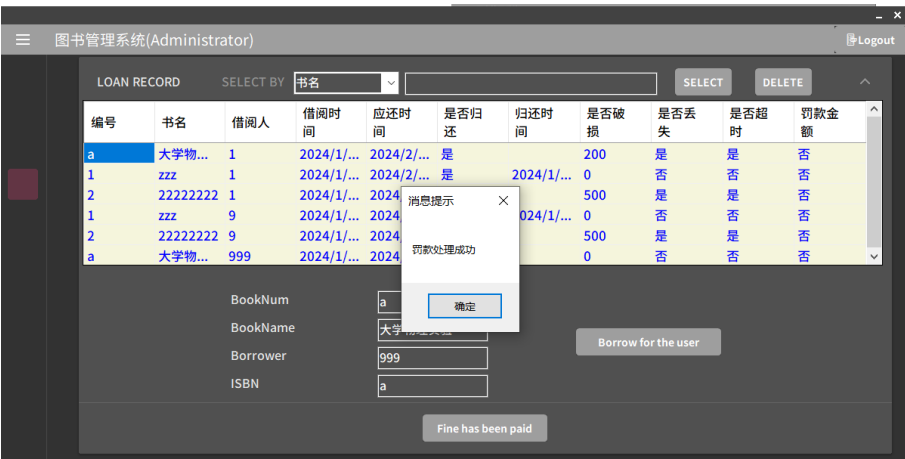 图书管理系统(Administrator)
Logout
LOAN RECORD SELECT BY 书名 SELECT DELETE
编号 书名 借阅人 借阅时间 应还时间 是否归还 归还时间 是否破损 是否丢失 是否超时 罚款金额
a 大学物... 1 2024/1/... 2024/2/... 是 200 是 是 否
1 zzz 1 2024/1/... 2024/2/... 是 2024/1/... 0 否 否 否
2 22222222 1 2024/1/... 2024 500 是 是 否
1 zzz 9 2024/1/... 2024 024/1/... 0 否 否 否
2 22222222 9 2024/1/... 2024 500 是 是 否
a 大学物... 999 2024/1/... 2024 0 否 否 否
消息提示
罚款处理成功
确定
BookNum a
BookName 大学
Borrower 999
ISBN a
Borrow for the user
Fine has been paid